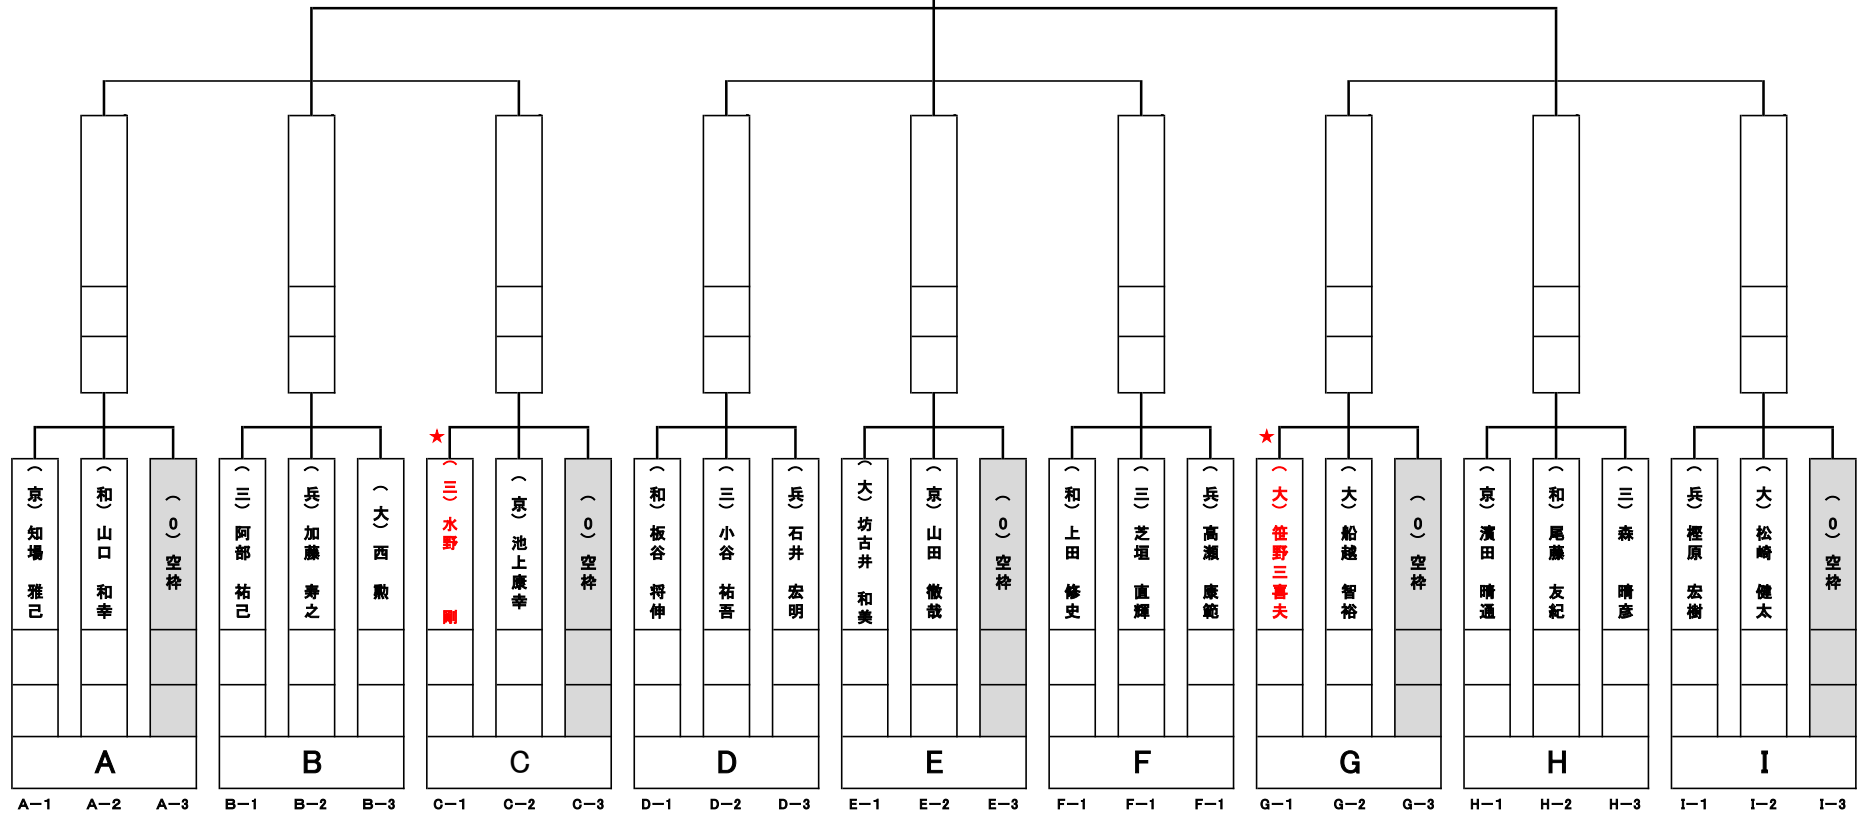 ★
★
(京)知場 雅己
(和)山口 和幸
(0)空枠
(三)阿部 祐己
(兵)加藤 寿之
(大)西 勲
(三)水野 剛
(京)池上康幸
(0)空枠
(和)板谷 将伸
(三)小谷 祐吾
(兵)石井 宏明
(大)坊古井 和美
(京)山田 徹哉
(0)空枠
(和)上田 修史
(三)芝垣 直輝
(兵)高瀬 康範
(大)笹野三喜夫
(大)船越 智裕
(0)空枠
(京)濱田 晴通
(和)尾藤 友紀
(三)森 晴彦
(兵)樫原 宏樹
(大)松崎 健太
(0)空枠
A B C D E F G H I
A－1 A－2 A－3 B－1 B－2 B－3 C－1 C－2 C－3 D－1 D－2 D－3 E－1 E－2 E－3 F－1 F－1 F－1 G－1 G－2 G－3 H－1 H－2 H－3 I－1 I－2 I－3